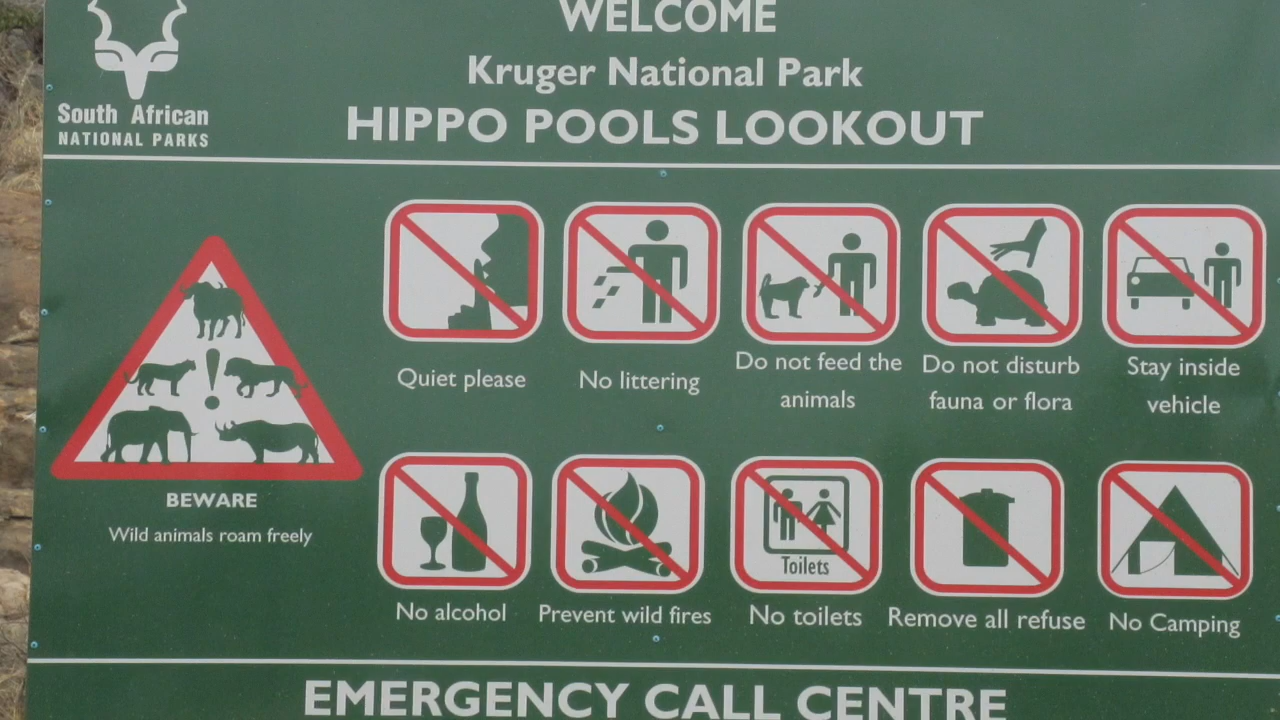 WELCOME
Kruger National Park
HIPPO POOLS LOOKOUT
South African
NATIONAL PARKS
Quiet please
No littering
Do not feed the
animals
Do not disturb
fauna or flora
Stay inside
vehicle
BEWARE
Wild animals roam freely
Toilets
No alcohol
Prevent wild fires
No toilets
Remove all refuse
No Camping
EMERGENCY CALL CENTRE